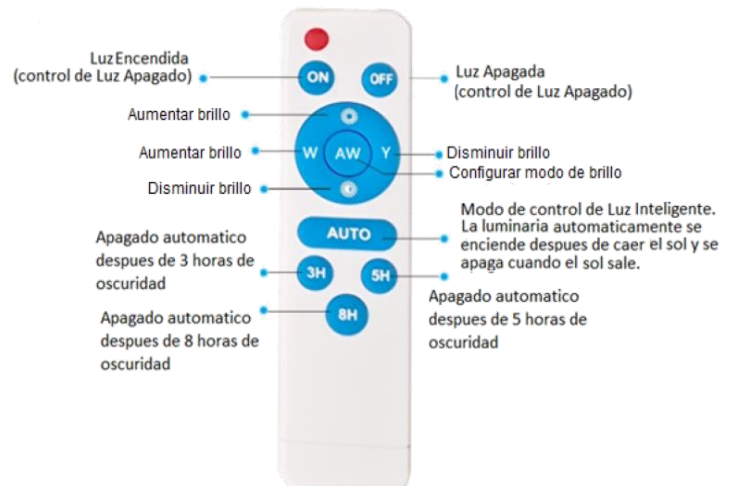 Luz Encendida
(control de Luz Apagado)
Luz Apagada
(control de Luz Apagado)
ON
OFF
Aumentar brillo
Aumentar brillo
W
AW
Y
Disminuir brillo
Configurar modo de brillo
Disminuir brillo
AUTO
Modo de control de Luz Inteligente.
La luminaria automaticamente se
enciende despues de caer el sol y se
apaga cuando el sol sale.
Apagado automatico
despues de 3 horas de
oscuridad
3H
5H
Apagado automatico
despues de 5 horas de
oscuridad
8H
Apagado automatico
despues de 8 horas de
oscuridad